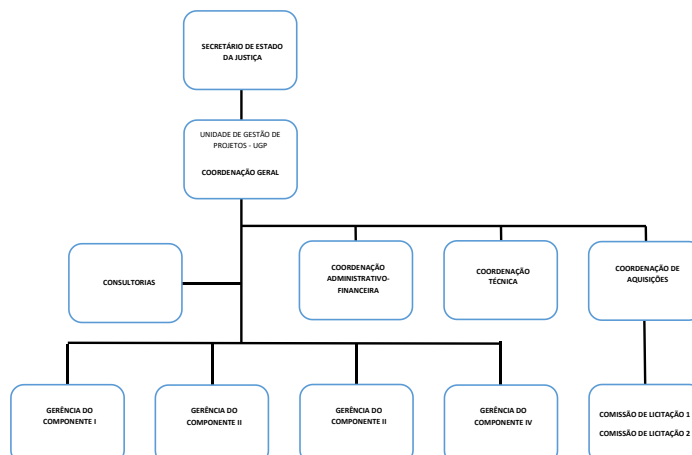 SECRETÁRIO DE ESTADO
DA JUSTIÇA
UNIDADE DE GESTÃO DE
PROJETOS - UGP
COORDENAÇÃO GERAL
CONSULTORIAS
COORDENAÇÃO
ADMINISTRATIVO-
FINANCEIRA
COORDENAÇÃO
TÉCNICA
COORDENAÇÃO DE
AQUISIÇÕES
GERÊNCIA DO
COMPONENTE I
GERÊNCIA DO
COMPONENTE II
GERÊNCIA DO
COMPONENTE II
GERÊNCIA DO
COMPONENTE IV
COMISSÃO DE LICITAÇÃO 1
COMISSÃO DE LICITAÇÃO 2